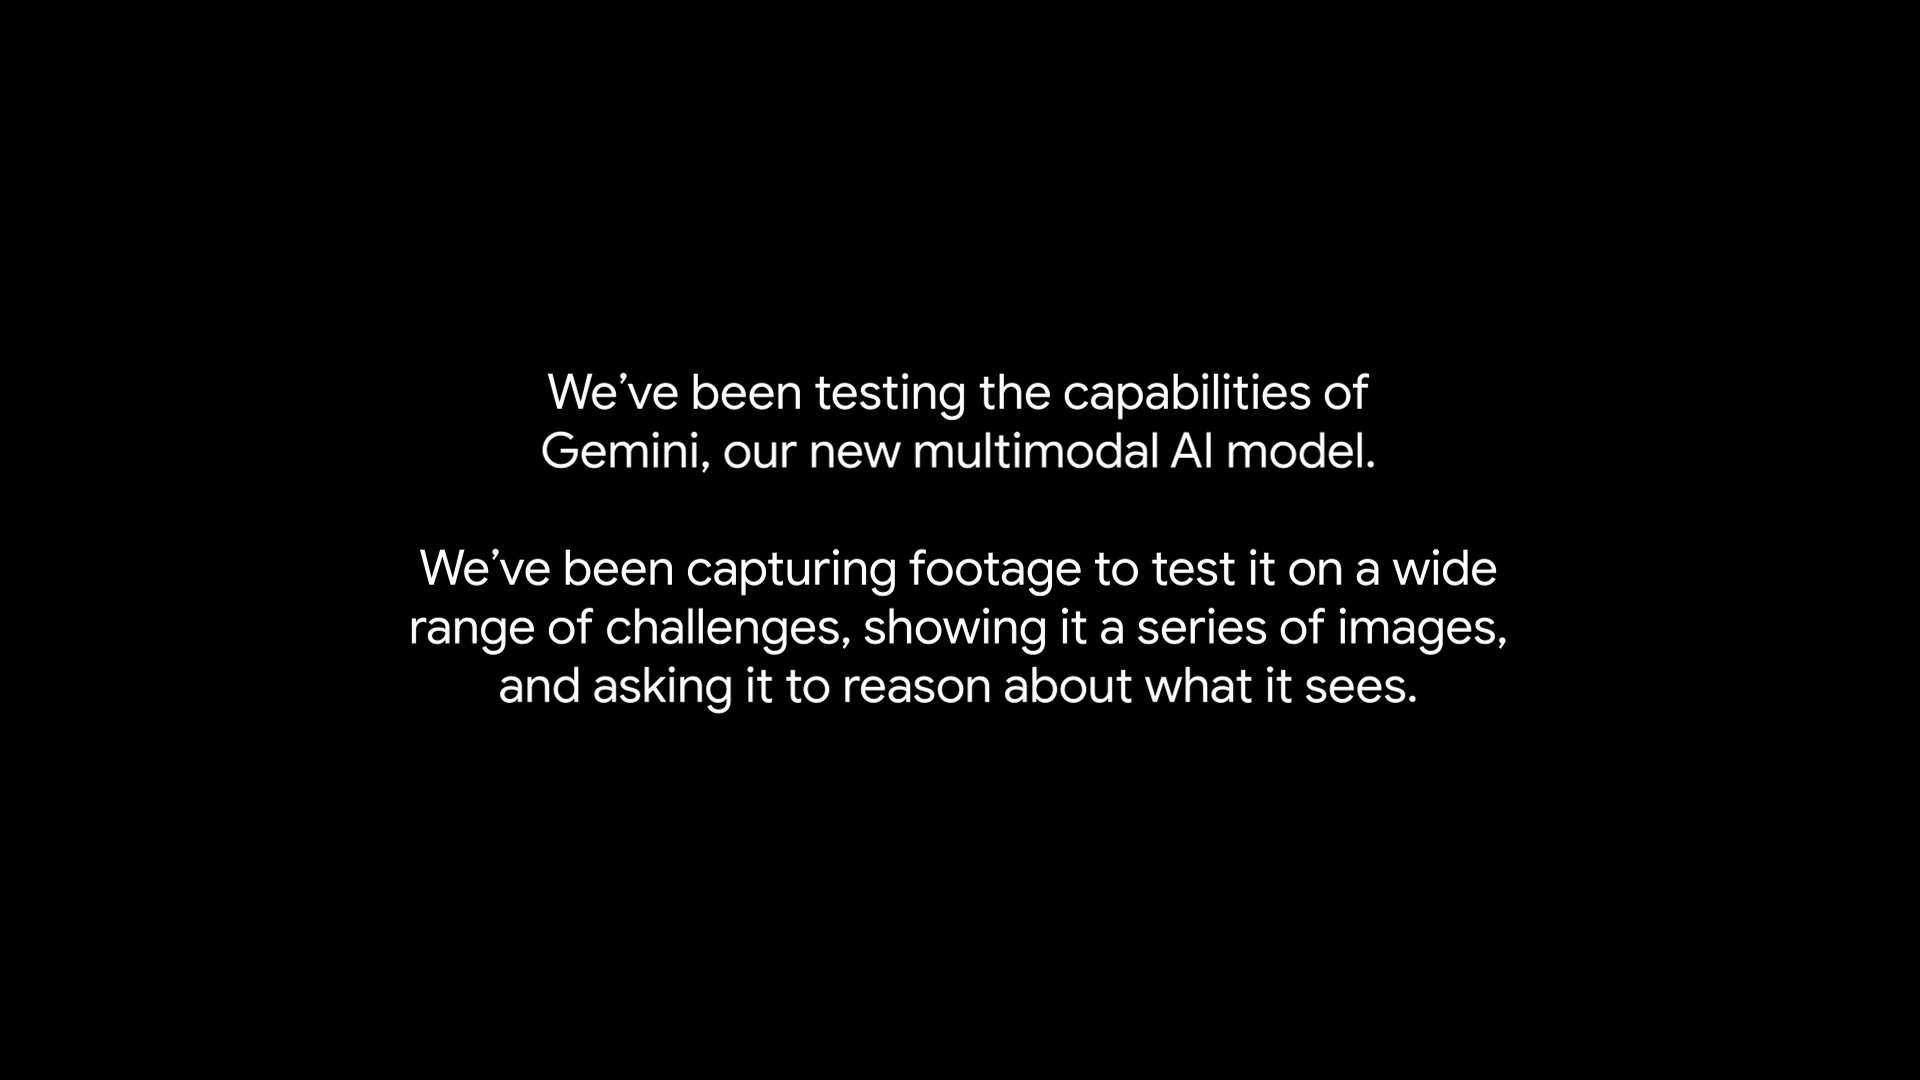 We’ve been testing the capabilities of
Gemini, our new multimodal AI model.
We’ve been capturing footage to test it on a wide
range of challenges, showing it a series of images,
and asking it to reason about what it sees.